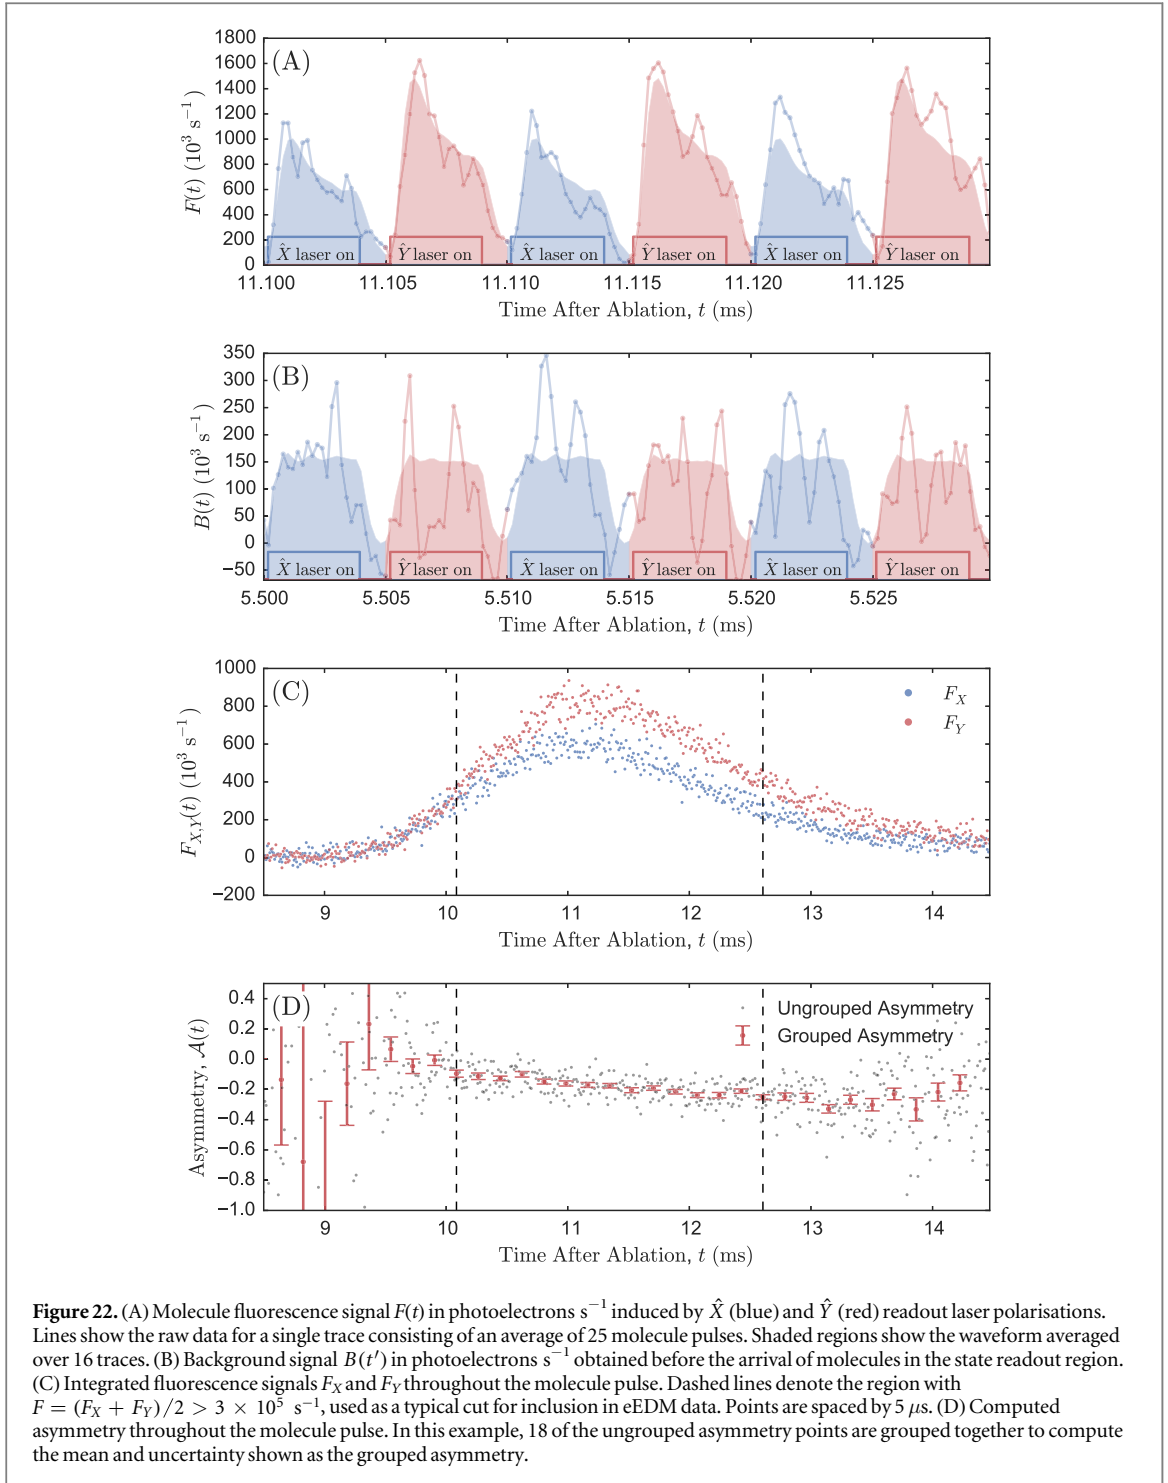 (A)
1800
1600
1400
1200
1000
800
600
400
200
0
F(t) (10³ s⁻¹)
X̂ laser on
Ŷ laser on
X̂ laser on
Ŷ laser on
X̂ laser on
Ŷ laser on
11.100 11.105 11.110 11.115 11.120 11.125
Time After Ablation, t (ms)
(B)
350
300
250
200
150
100
50
0
−50
B(t) (10³ s⁻¹)
X̂ laser on
Ŷ laser on
X̂ laser on
Ŷ laser on
X̂ laser on
Ŷ laser on
5.500 5.505 5.510 5.515 5.520 5.525
Time After Ablation, t (ms)
(C)
1000
800
600
400
200
0
−200
F_{X,Y}(t) (10³ s⁻¹)
F_X
F_Y
9 10 11 12 13 14
Time After Ablation, t (ms)
(D)
0.4
0.2
0.0
−0.2
−0.4
−0.6
−0.8
−1.0
Asymmetry, 𝒜(t)
Ungrouped Asymmetry
Grouped Asymmetry
9 10 11 12 13 14
Time After Ablation, t (ms)
Figure 22. (A) Molecule fluorescence signal F(t) in photoelectrons s⁻¹ induced by X̂ (blue) and Ŷ (red) readout laser polarisations.
Lines show the raw data for a single trace consisting of an average of 25 molecule pulses. Shaded regions show the waveform averaged
over 16 traces. (B) Background signal B(t′) in photoelectrons s⁻¹ obtained before the arrival of molecules in the state readout region.
(C) Integrated fluorescence signals F_X and F_Y throughout the molecule pulse. Dashed lines denote the region with
F = (F_X + F_Y)/2 > 3 × 10⁵ s⁻¹, used as a typical cut for inclusion in eEDM data. Points are spaced by 5 μs. (D) Computed
asymmetry throughout the molecule pulse. In this example, 18 of the ungrouped asymmetry points are grouped together to compute
the mean and uncertainty shown as the grouped asymmetry.